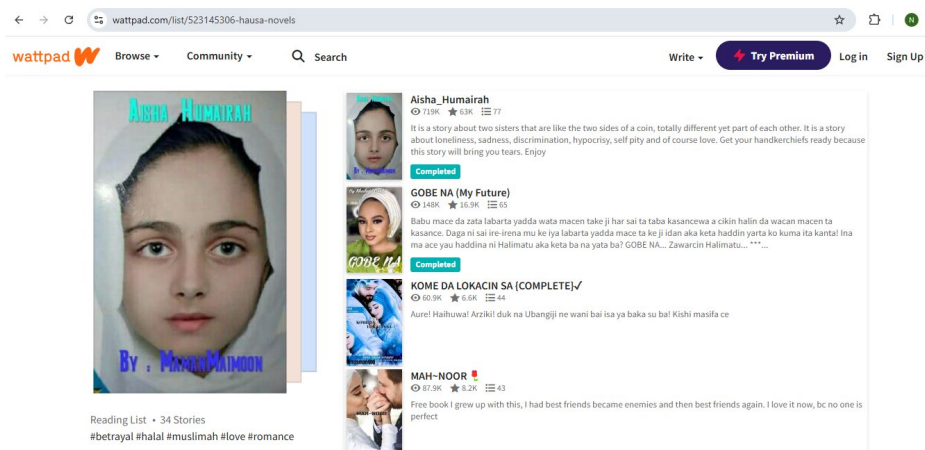 wattpad.com/list/523145306-hausa-novels
N
wattpad
Browse
Community
Search
Write
Try Premium
Log in
Sign Up
AISHA HUMAIRAH
BY : MAMANMAIMOON
Reading List • 34 Stories
#betrayal #halal #muslimah #love #romance
Aisha_Humairah
719K 63K 77
It is a story about two sisters that are like the two sides of a coin, totally different yet part of each other. It is a story
about loneliness, sadness, discrimination, hypocrisy, self pity and of course love. Get your handkerchiefs ready because
this story will bring you tears. Enjoy
Completed
GOBE NA (My Future)
148K 16.9K 65
Babu mace da zata labarta yadda wata macen take ji har sai ta taba kasancewa a cikin halin da wacan macen ta
kasance. Daga ni sai ire-irena mu ke iya labarta yadda mace ta ke ji idan aka keta haddin yarta ko kuma ita kanta! Ina
ma ace yau haddina ni Halimatu aka keta ba na yata ba? GOBE NA... Zawarcin Halimatu... ***...
Completed
GOBE NA
KOME DA LOKACIN SA {COMPLETE}✓
60.9K 6.6K 44
Aure! Haihuwa! Arziki! duk na Ubangiji ne wani bai isa ya baka su ba! Kishi masifa ce
MAH~NOOR 🌹
87.9K 8.2K 43
Free book I grew up with this, I had best friends became enemies and then best friends again. I love it now, bc no one is
perfect